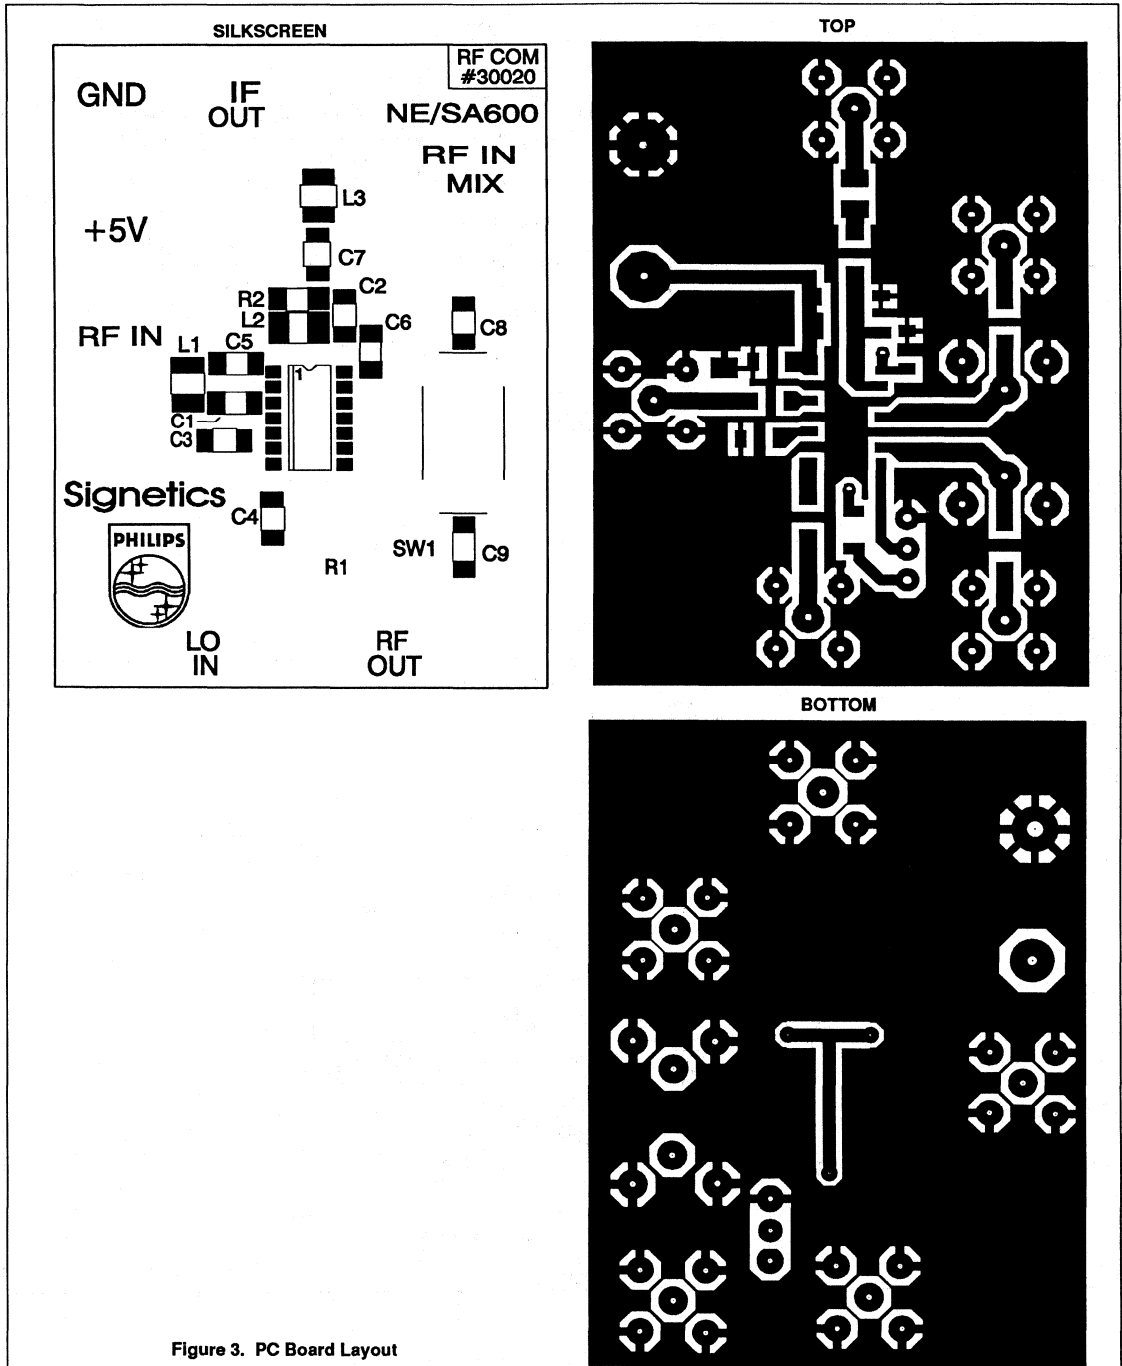 SILKSCREEN
TOP
RF COM
#30020
GND
IF
OUT
NE/SA600
RF IN
MIX
L3
+5V
C7
R2
C2
L2
C6
RF IN
L1
C5
C8
1
C1
C3
Signetics
C4
PHILIPS
SW1
C9
R1
LO
IN
RF
OUT
BOTTOM
Figure 3. PC Board Layout